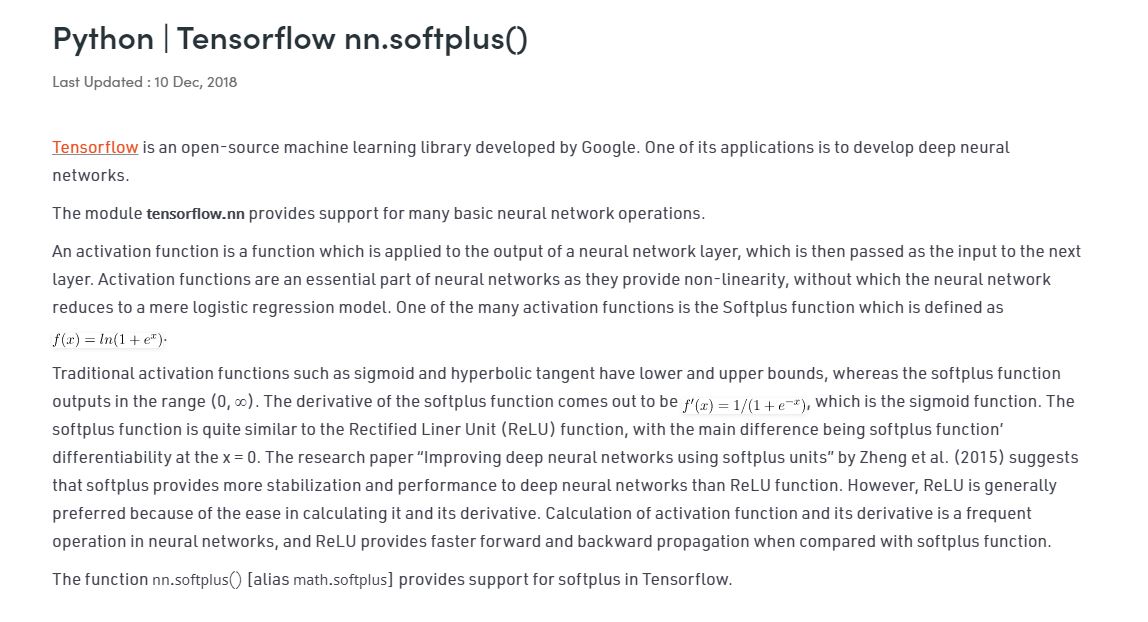 Python | Tensorflow nn.softplus()
Last Updated : 10 Dec, 2018
Tensorflow is an open-source machine learning library developed by Google. One of its applications is to develop deep neural
networks.
The module tensorflow.nn provides support for many basic neural network operations.
An activation function is a function which is applied to the output of a neural network layer, which is then passed as the input to the next
layer. Activation functions are an essential part of neural networks as they provide non-linearity, without which the neural network
reduces to a mere logistic regression model. One of the many activation functions is the Softplus function which is defined as
f(x) = ln(1 + eˣ).
Traditional activation functions such as sigmoid and hyperbolic tangent have lower and upper bounds, whereas the softplus function
outputs in the range (0, ∞). The derivative of the softplus function comes out to be f′(x) = 1/(1 + e⁻ˣ), which is the sigmoid function. The
softplus function is quite similar to the Rectified Liner Unit (ReLU) function, with the main difference being softplus function'
differentiability at the x = 0. The research paper “Improving deep neural networks using softplus units” by Zheng et al. (2015) suggests
that softplus provides more stabilization and performance to deep neural networks than ReLU function. However, ReLU is generally
preferred because of the ease in calculating it and its derivative. Calculation of activation function and its derivative is a frequent
operation in neural networks, and ReLU provides faster forward and backward propagation when compared with softplus function.
The function nn.softplus() [alias math.softplus] provides support for softplus in Tensorflow.